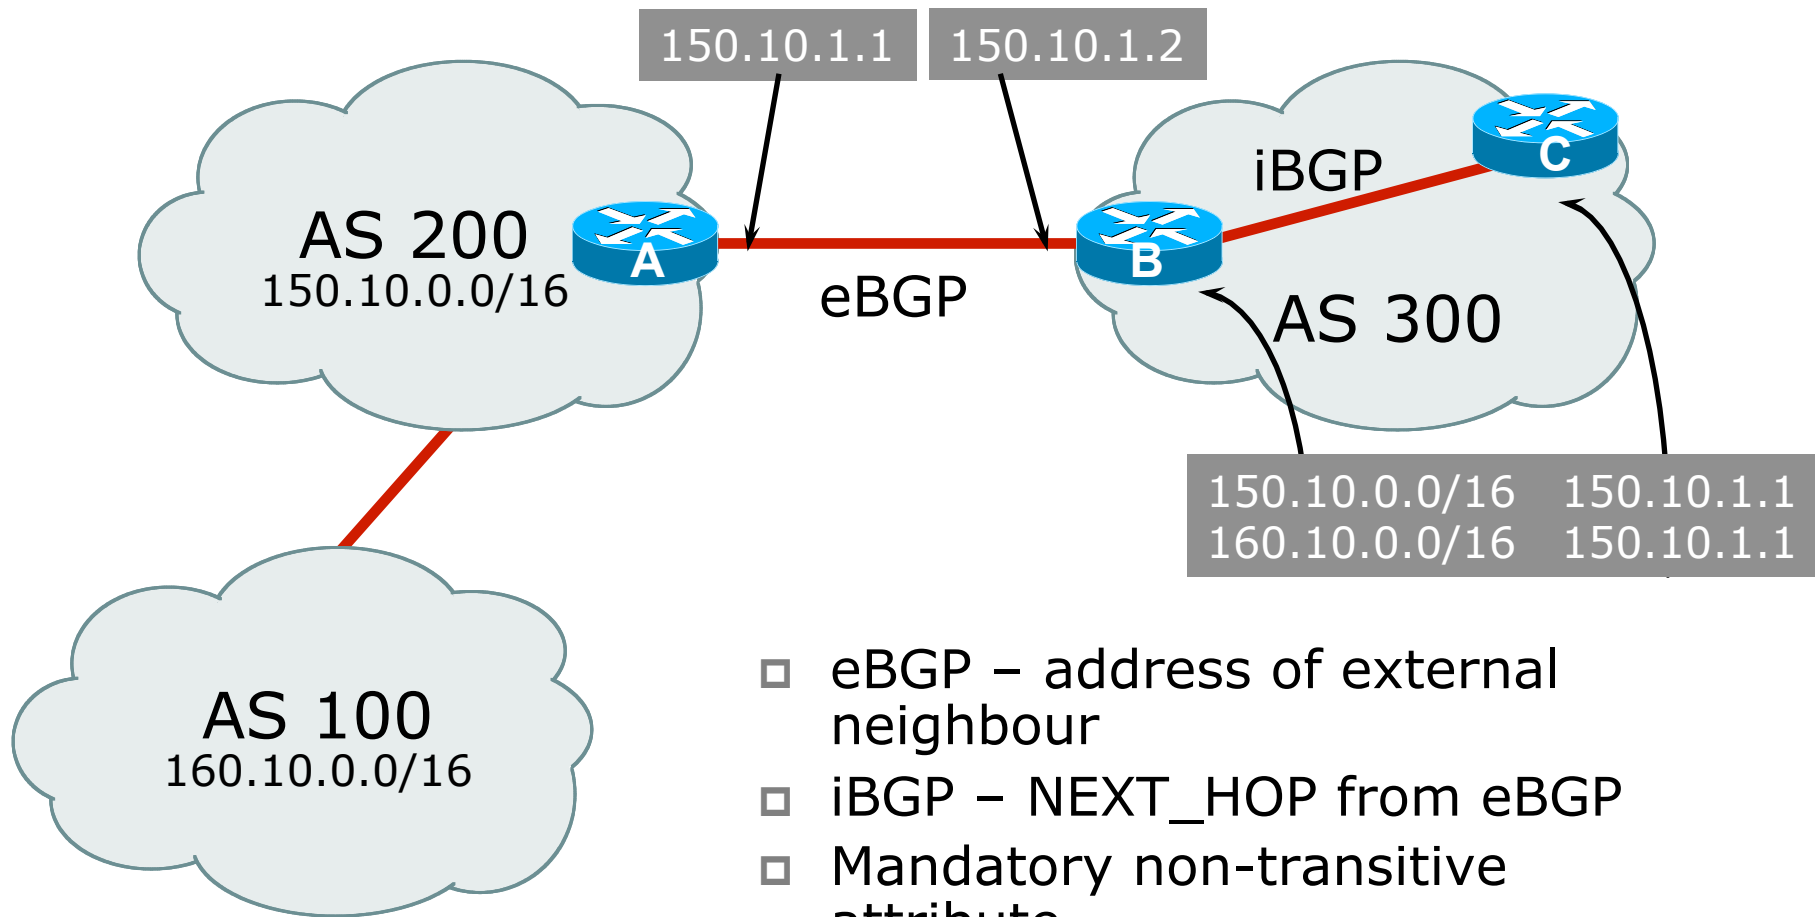 150.10.1.1
150.10.1.2
AS 200
150.10.0.0/16
A
eBGP
B
iBGP
C
AS 300
150.10.0.0/16 150.10.1.1
160.10.0.0/16 150.10.1.1
AS 100
160.10.0.0/16
eBGP – address of external
neighbour
iBGP – NEXT_HOP from eBGP
Mandatory non-transitive
attribute